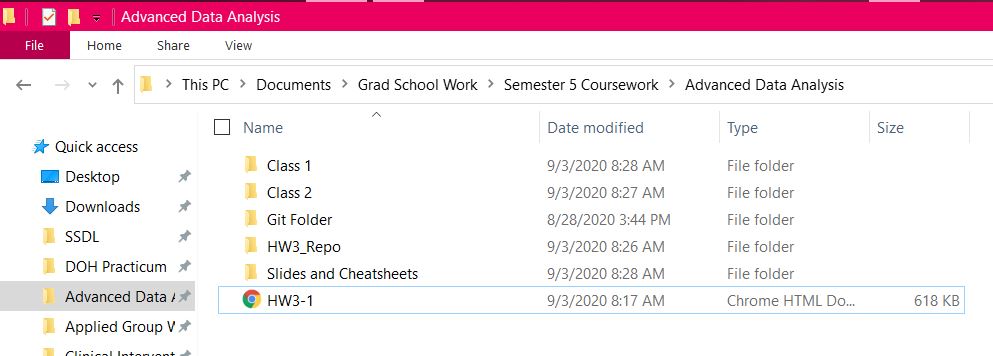 Advanced Data Analysis
File Home Share View
This PC Documents Grad School Work Semester 5 Coursework Advanced Data Analysis
Name Date modified Type Size
Quick access
Desktop
Downloads
SSDL
DOH Practicum
Advanced Data A
Applied Group W
Clinical Intervent
Class 1 9/3/2020 8:28 AM File folder
Class 2 9/3/2020 8:27 AM File folder
Git Folder 8/28/2020 3:44 PM File folder
HW3_Repo 9/3/2020 8:26 AM File folder
Slides and Cheatsheets 9/3/2020 8:28 AM File folder
HW3-1 9/3/2020 8:17 AM Chrome HTML Do... 618 KB